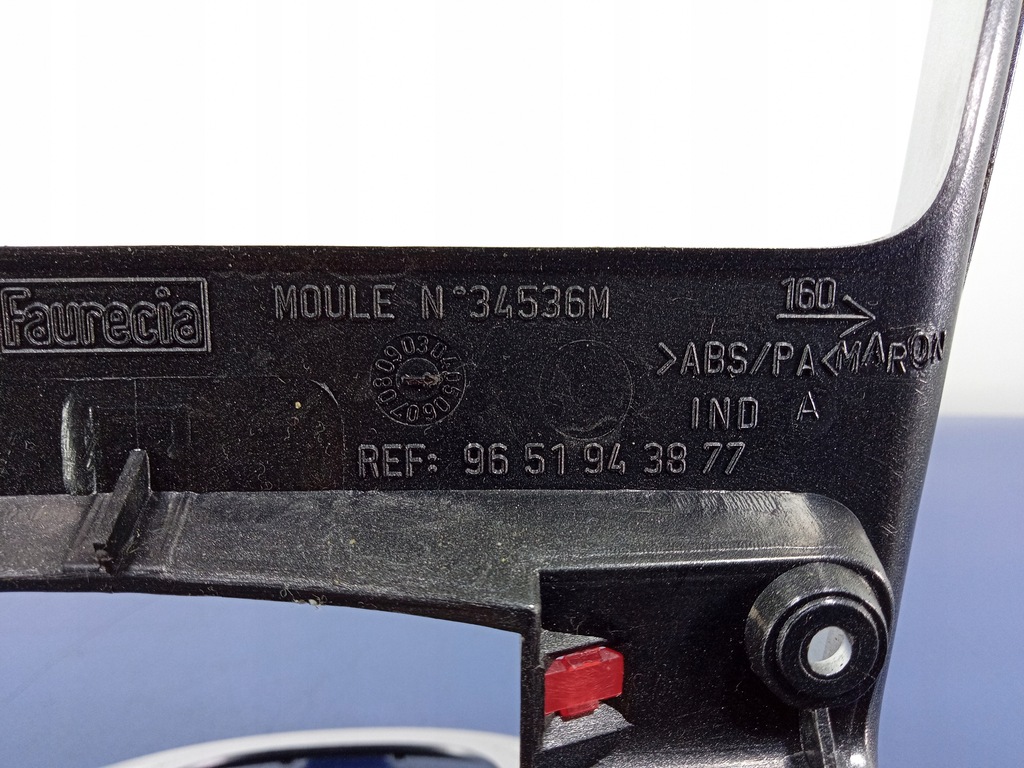 Faurecia
MOULE N°34536M
160
>ABS/PA< MARON
IND A
REF: 96 51 94 38 77